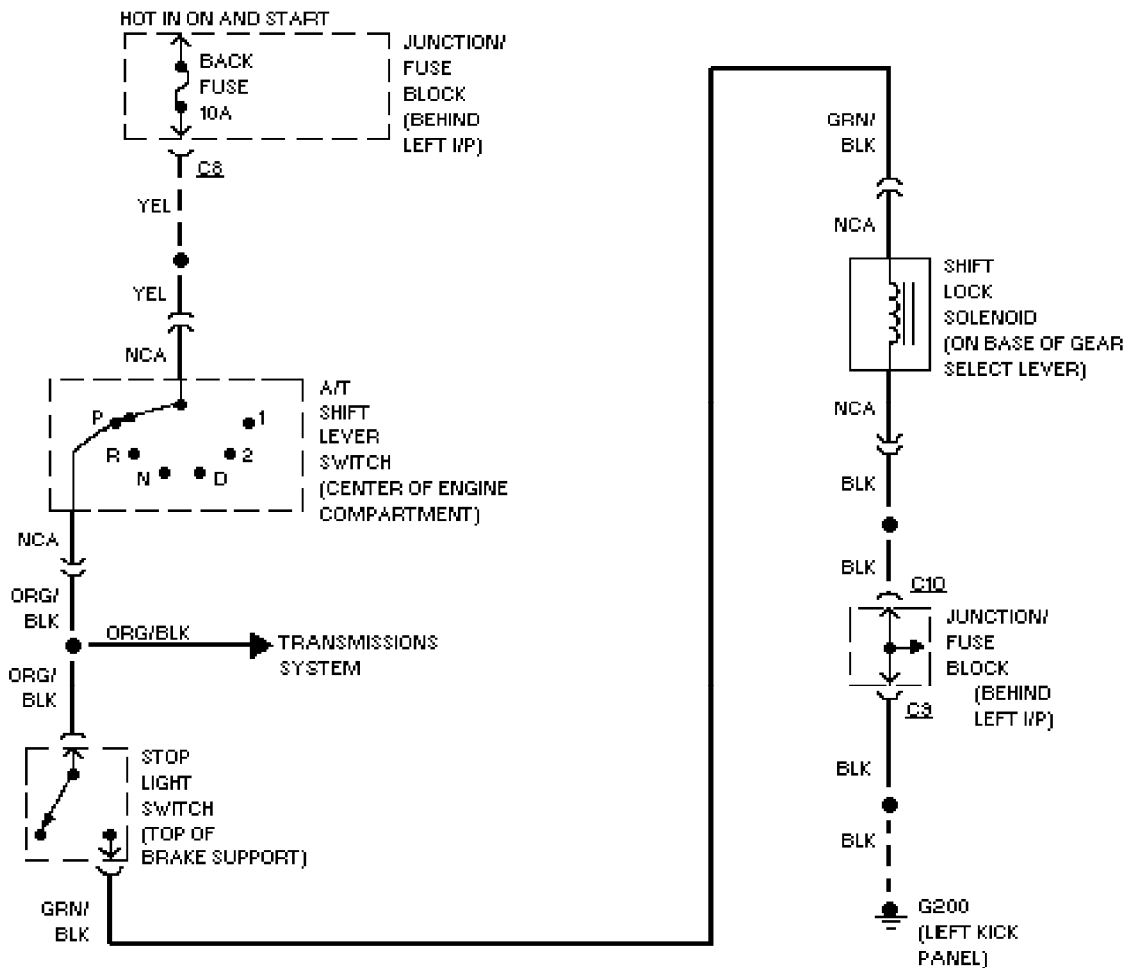 HOT IN ON AND START
BACK
FUSE
10A
JUNCTION/
FUSE
BLOCK
(BEHIND
LEFT I/P)
C8
YEL
YEL
NCA
P
R
N
D
2
1
A/T
SHIFT
LEVER
SWITCH
(CENTER OF ENGINE
COMPARTMENT)
NCA
ORG/
BLK
ORG/BLK
TRANSMISSIONS
SYSTEM
ORG/
BLK
STOP
LIGHT
SWITCH
(TOP OF
BRAKE SUPPORT)
GRN/
BLK
GRN/
BLK
NCA
SHIFT
LOCK
SOLENOID
(ON BASE OF GEAR
SELECT LEVER)
NCA
BLK
BLK
C10
JUNCTION/
FUSE
BLOCK
(BEHIND
LEFT I/P)
C9
BLK
BLK
G200
(LEFT KICK
PANEL)